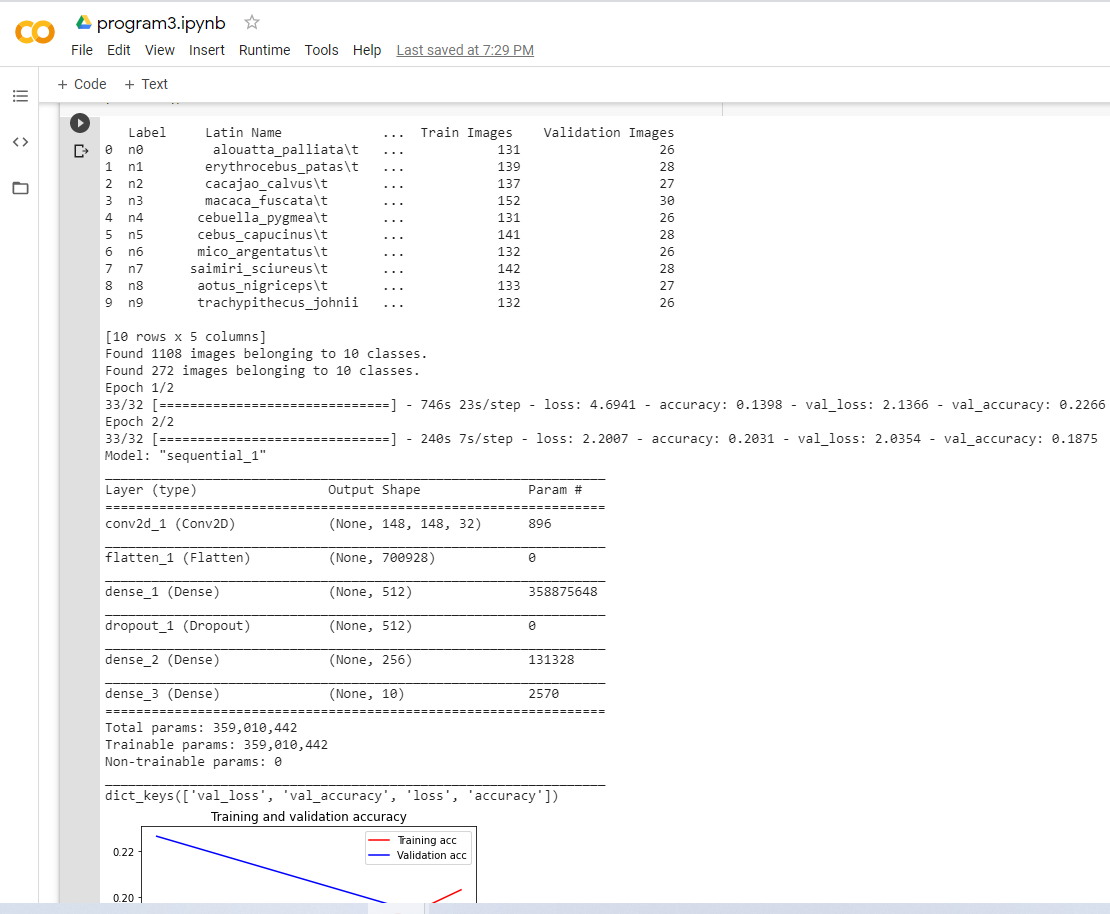 program3.ipynb
File Edit View Insert Runtime Tools Help Last saved at 7:29 PM
+ Code + Text
Label Latin Name ... Train Images Validation Images
0 n0 alouatta_palliata\t ... 131 26
1 n1 erythrocebus_patas\t ... 139 28
2 n2 cacajao_calvus\t ... 137 27
3 n3 macaca_fuscata\t ... 152 30
4 n4 cebuella_pygmea\t ... 131 26
5 n5 cebus_capucinus\t ... 141 28
6 n6 mico_argentatus\t ... 132 26
7 n7 saimiri_sciureus\t ... 142 28
8 n8 aotus_nigriceps\t ... 133 27
9 n9 trachypithecus_johnii ... 132 26
[10 rows x 5 columns]
Found 1108 images belonging to 10 classes.
Found 272 images belonging to 10 classes.
Epoch 1/2
33/32 [==============================] - 746s 23s/step - loss: 4.6941 - accuracy: 0.1398 - val_loss: 2.1366 - val_accuracy: 0.2266
Epoch 2/2
33/32 [==============================] - 240s 7s/step - loss: 2.2007 - accuracy: 0.2031 - val_loss: 2.0354 - val_accuracy: 0.1875
Model: "sequential_1"
_________________________________________________________________
Layer (type) Output Shape Param #
=================================================================
conv2d_1 (Conv2D) (None, 148, 148, 32) 896
_________________________________________________________________
flatten_1 (Flatten) (None, 700928) 0
_________________________________________________________________
dense_1 (Dense) (None, 512) 358875648
_________________________________________________________________
dropout_1 (Dropout) (None, 512) 0
_________________________________________________________________
dense_2 (Dense) (None, 256) 131328
_________________________________________________________________
dense_3 (Dense) (None, 10) 2570
=================================================================
Total params: 359,010,442
Trainable params: 359,010,442
Non-trainable params: 0
_________________________________________________________________
dict_keys(['val_loss', 'val_accuracy', 'loss', 'accuracy'])
Training and validation accuracy
Training acc
Validation acc
0.22
0.20